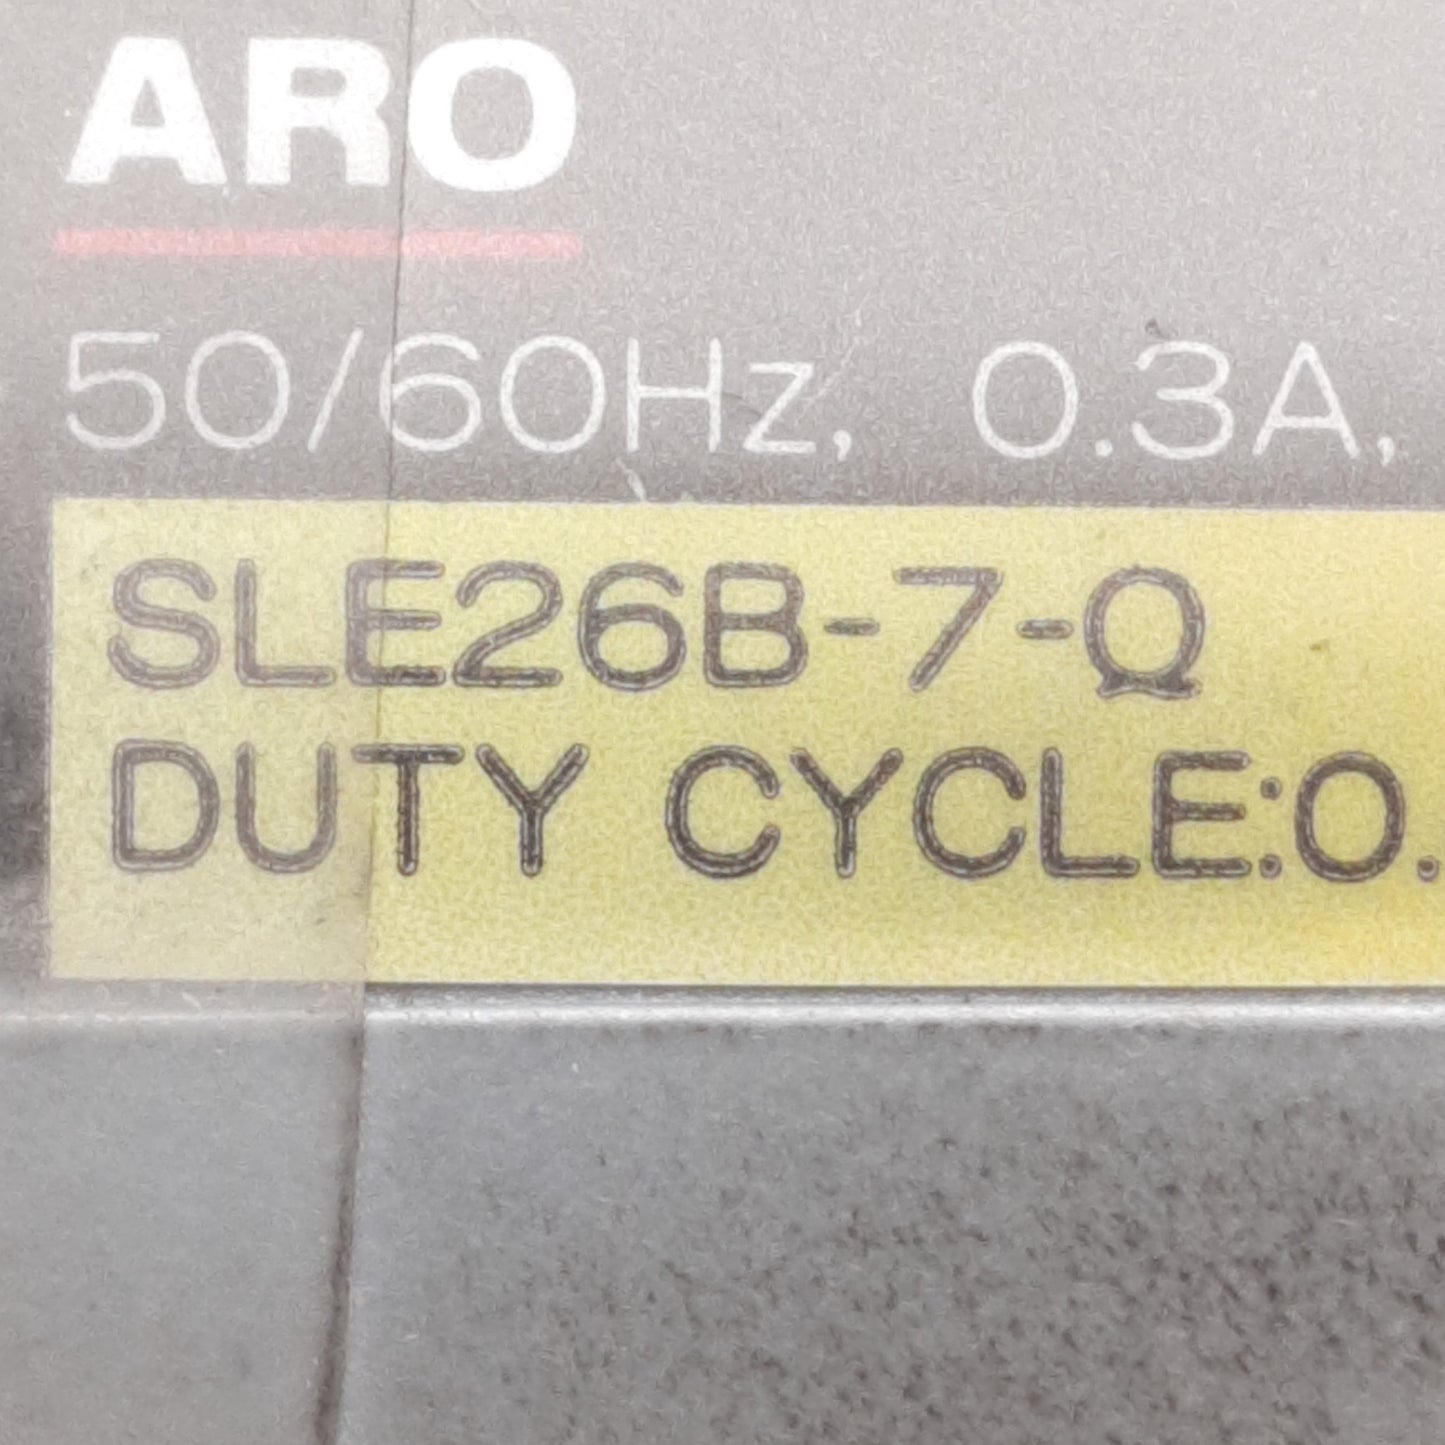 ARO
50/60Hz, 0.3A,
SLE26B-7-Q
DUTY CYCLE:0.